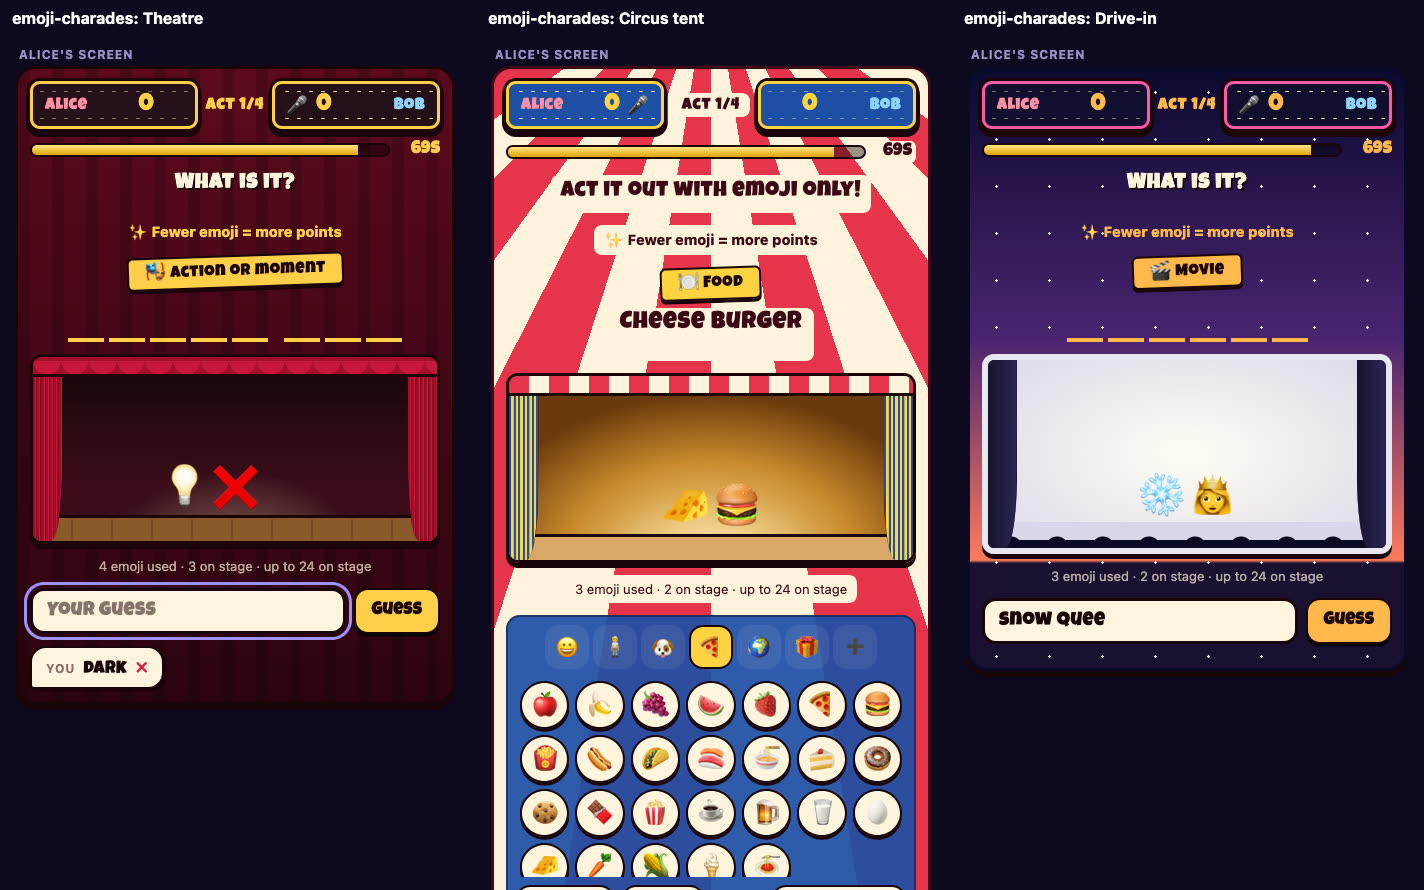 emoji-charades: Theatre
ALICE'S SCREEN
ALICE 0 ACT 1/4 0 BOB
69S
WHAT IS IT?
✨ Fewer emoji = more points
ACTION OR MOMENT
4 emoji used · 3 on stage · up to 24 on stage
YOUR GUESS
GUESS
YOU DARK ✕
emoji-charades: Circus tent
ALICE'S SCREEN
ALICE 0 ACT 1/4 0 BOB
69S
ACT IT OUT WITH EMOJI ONLY!
✨ Fewer emoji = more points
FOOD
CHEESE BURGER
3 emoji used · 2 on stage · up to 24 on stage
emoji-charades: Drive-in
ALICE'S SCREEN
ALICE 0 ACT 1/4 0 BOB
69S
WHAT IS IT?
✨ Fewer emoji = more points
MOVIE
3 emoji used · 2 on stage · up to 24 on stage
SNOW QUEE
GUESS